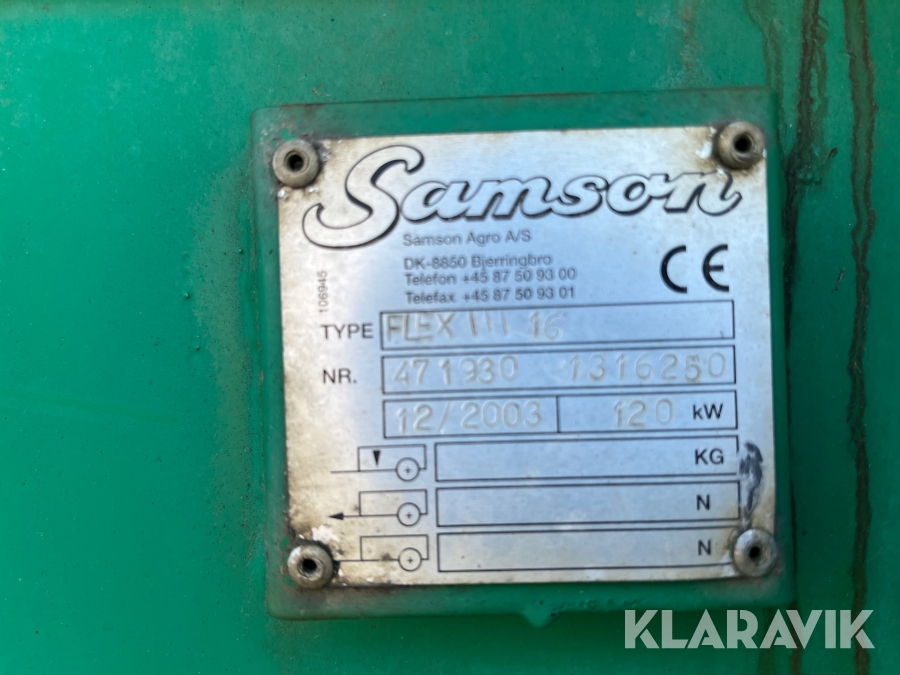 Samson
Samson Agro A/S
DK-8850 Bjerringbro
Telefon +45 87 50 93 00
Telefax +45 87 50 93 01
CE
106945
TYPE FLEX III 16
NR. 471930 1316250
12/2003 120 kW
KG
N
N
KLARAVIK